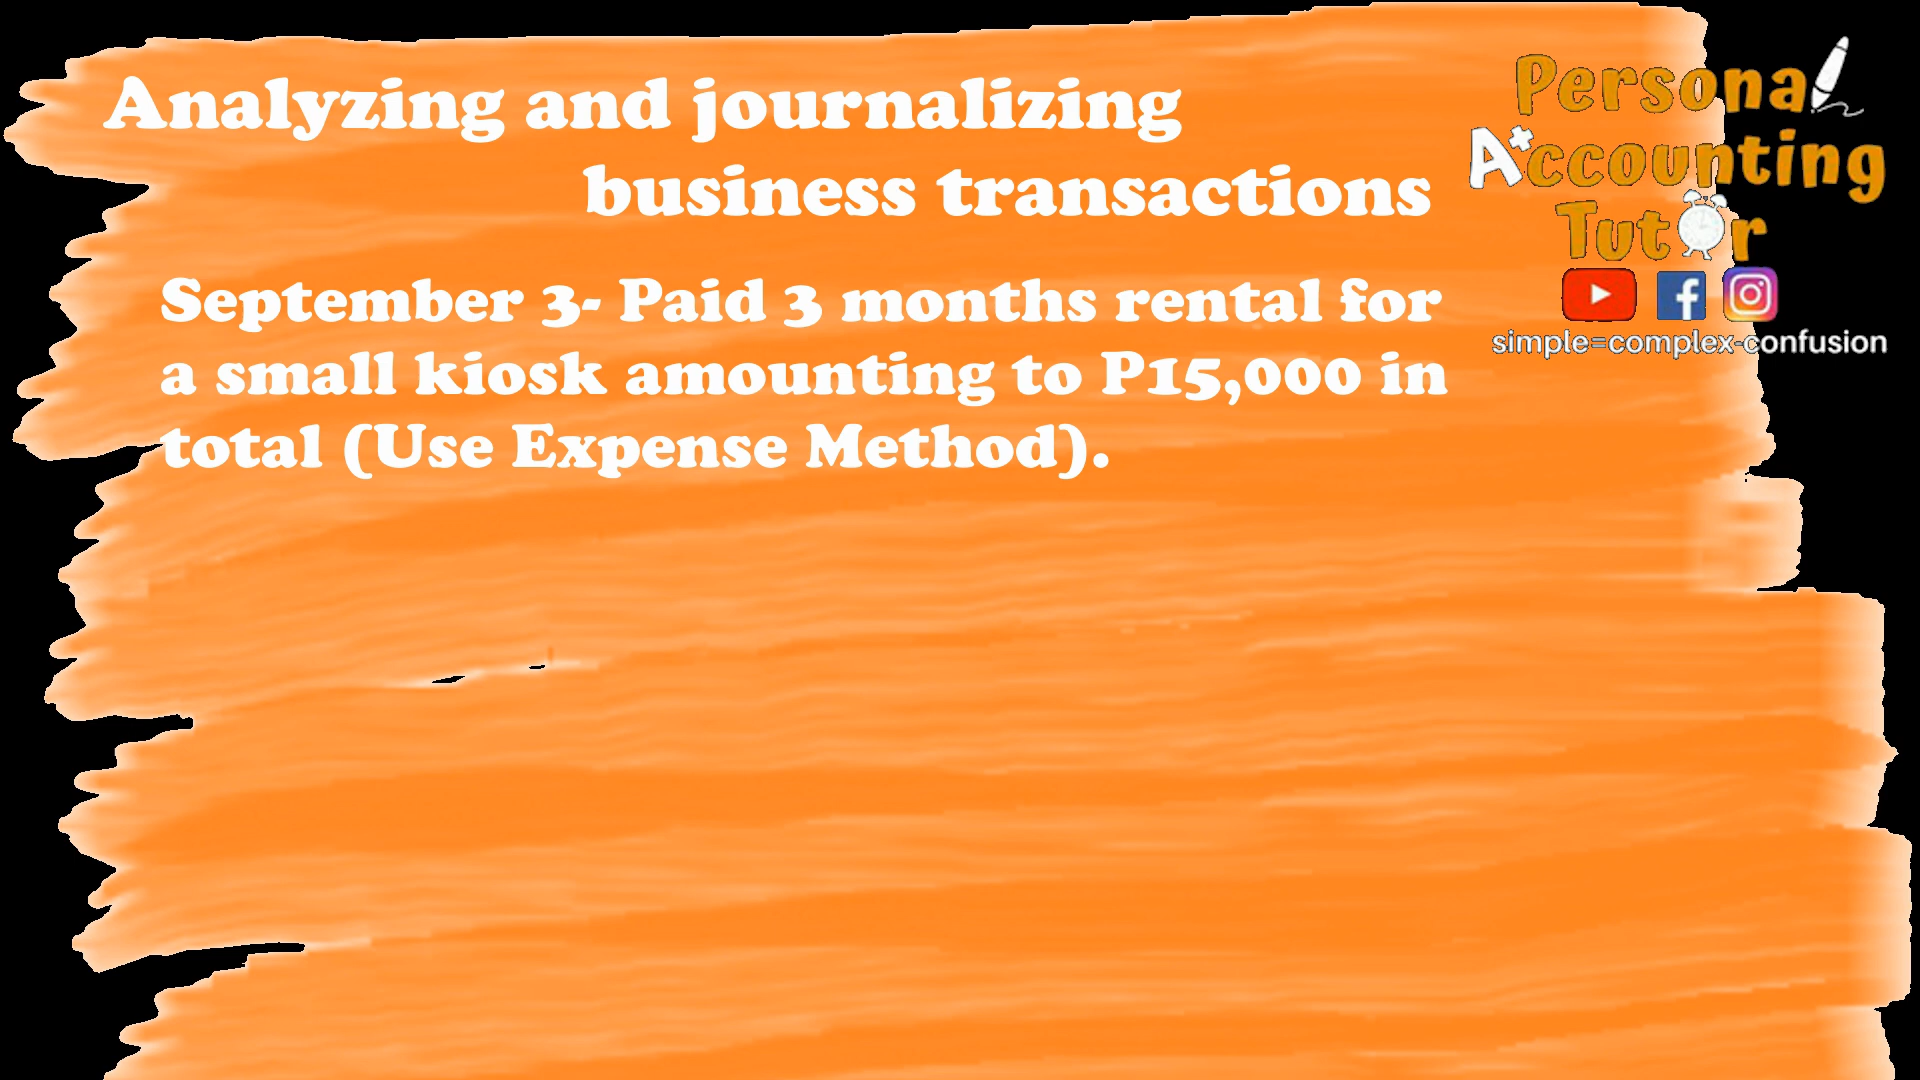 Analyzing and journalizing
business transactions
Personal
A+ccounting
Tutor
simple=complex-confusion
September 3- Paid 3 months rental for
a small kiosk amounting to P15,000 in
total (Use Expense Method).